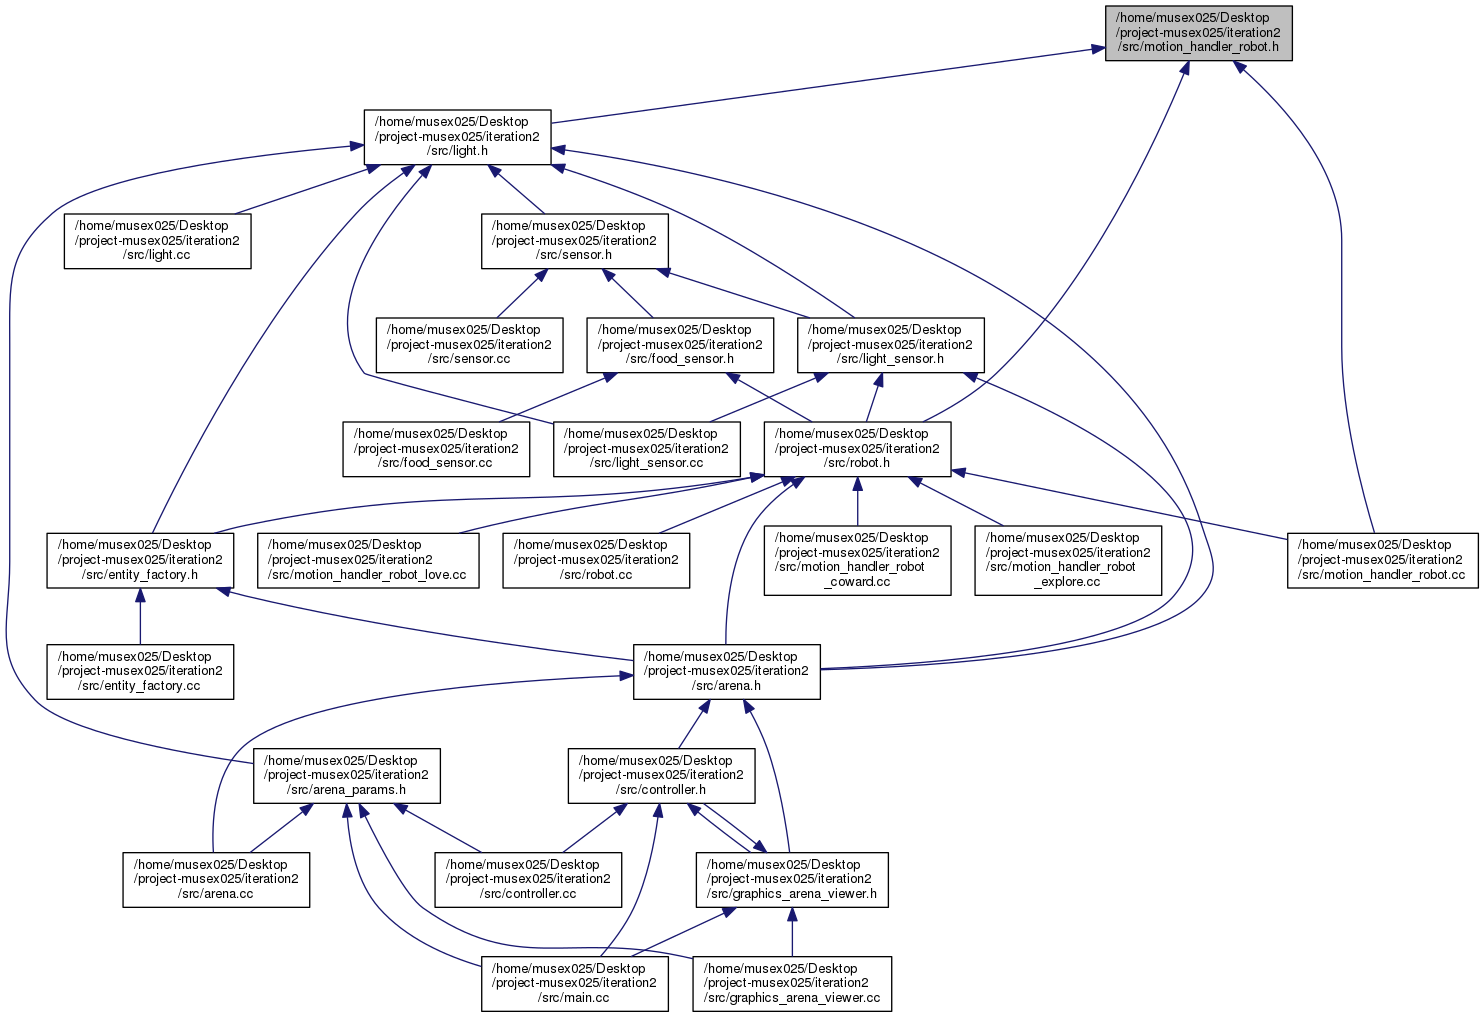 /home/musex025/Desktop
/project-musex025/iteration2
/src/motion_handler_robot.h
/home/musex025/Desktop
/project-musex025/iteration2
/src/light.h
/home/musex025/Desktop
/project-musex025/iteration2
/src/light.cc
/home/musex025/Desktop
/project-musex025/iteration2
/src/sensor.h
/home/musex025/Desktop
/project-musex025/iteration2
/src/sensor.cc
/home/musex025/Desktop
/project-musex025/iteration2
/src/food_sensor.h
/home/musex025/Desktop
/project-musex025/iteration2
/src/light_sensor.h
/home/musex025/Desktop
/project-musex025/iteration2
/src/food_sensor.cc
/home/musex025/Desktop
/project-musex025/iteration2
/src/light_sensor.cc
/home/musex025/Desktop
/project-musex025/iteration2
/src/robot.h
/home/musex025/Desktop
/project-musex025/iteration2
/src/entity_factory.h
/home/musex025/Desktop
/project-musex025/iteration2
/src/motion_handler_robot_love.cc
/home/musex025/Desktop
/project-musex025/iteration2
/src/robot.cc
/home/musex025/Desktop
/project-musex025/iteration2
/src/motion_handler_robot
_coward.cc
/home/musex025/Desktop
/project-musex025/iteration2
/src/motion_handler_robot
_explore.cc
/home/musex025/Desktop
/project-musex025/iteration2
/src/motion_handler_robot.cc
/home/musex025/Desktop
/project-musex025/iteration2
/src/entity_factory.cc
/home/musex025/Desktop
/project-musex025/iteration2
/src/arena.h
/home/musex025/Desktop
/project-musex025/iteration2
/src/arena_params.h
/home/musex025/Desktop
/project-musex025/iteration2
/src/controller.h
/home/musex025/Desktop
/project-musex025/iteration2
/src/arena.cc
/home/musex025/Desktop
/project-musex025/iteration2
/src/controller.cc
/home/musex025/Desktop
/project-musex025/iteration2
/src/graphics_arena_viewer.h
/home/musex025/Desktop
/project-musex025/iteration2
/src/main.cc
/home/musex025/Desktop
/project-musex025/iteration2
/src/graphics_arena_viewer.cc